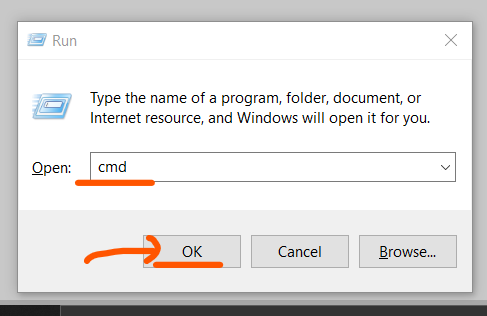 Run
Type the name of a program, folder, document, or
Internet resource, and Windows will open it for you.
Open: cmd
OK Cancel Browse...